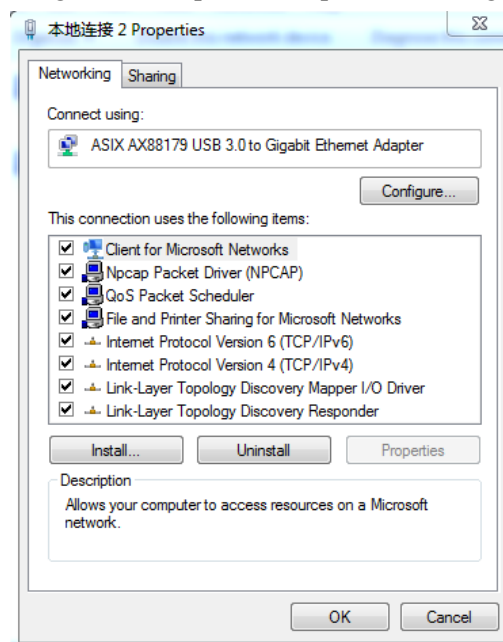 本地连接 2 Properties
Networking
Sharing
Connect using:
ASIX AX88179 USB 3.0 to Gigabit Ethernet Adapter
Configure...
This connection uses the following items:
Client for Microsoft Networks
Npcap Packet Driver (NPCAP)
QoS Packet Scheduler
File and Printer Sharing for Microsoft Networks
Internet Protocol Version 6 (TCP/IPv6)
Internet Protocol Version 4 (TCP/IPv4)
Link-Layer Topology Discovery Mapper I/O Driver
Link-Layer Topology Discovery Responder
Install...
Uninstall
Properties
Description
Allows your computer to access resources on a Microsoft
network.
OK
Cancel